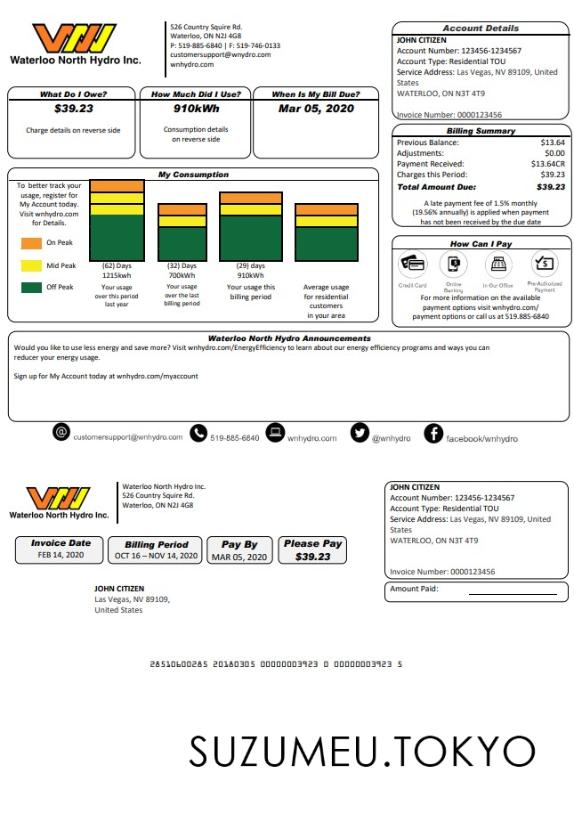 Waterloo North Hydro Inc.
526 Country Squire Rd.
Waterloo, ON N2J 4G8
P: 519-885-6840 | F: 519-746-0133
customersupport@wnydro.com
wnhydro.com
What Do I Owe?
$39.23
Charge details on reverse side
How Much Did I Use?
910kWh
Consumption details
on reverse side
When Is My Bill Due?
Mar 05, 2020
Account Details
JOHN CITIZEN
Account Number: 123456-1234567
Account Type: Residential TOU
Service Address: Las Vegas, NV 89109, United
States
WATERLOO, ON N3T 4T9
Invoice Number: 0000123456
Billing Summary
Previous Balance: $13.64
Adjustments: $0.00
Payment Received: $13.64CR
Charges this Period: $39.23
Total Amount Due: $39.23
A late payment fee of 1.5% monthly
(19.56% annually) is applied when payment
has not been received by the due date
My Consumption
To better track your
usage, register for
My Account today.
Visit wnhydro.com
for Details.
On Peak
Mid Peak
Off Peak
(62) Days
1215kwh
Your usage
over this period
last year
(32) Days
700kWh
Your usage
over the last
billing period
(29) days
910kWh
Your usage this
billing period
Average usage
for residential
customers
in your area
How Can I Pay
Credit Card
Online
Banking
In-Our Office
Pre-Authorized
Payment
For more information on the available
payment options visit wnhydro.com/
payment options or call us at 519.885-6840
Waterloo North Hydro Announcements
Would you like to use less energy and save more? Visit wnhydro.com/EnergyEfficiency to learn about our energy efficiency programs and ways you can
reducer your energy usage.
Sign up for My Account today at wnhydro.com/myaccount
customersupport@wnhydro.com
519-885-6840
wnhydro.com
@wnhydro
facebook/wnhydro
Waterloo North Hydro Inc.
Waterloo North Hydro Inc.
526 Country Squire Rd.
Waterloo, ON N2J 4G8
JOHN CITIZEN
Account Number: 123456-1234567
Account Type: Residential TOU
Service Address: Las Vegas, NV 89109, United
States
WATERLOO, ON N3T 4T9
Invoice Number: 0000123456
Invoice Date
FEB 14, 2020
Billing Period
OCT 16 – NOV 14, 2020
Pay By
MAR 05, 2020
Please Pay
$39.23
Amount Paid:
JOHN CITIZEN
Las Vegas, NV 89109,
United States
28510600285 20180305 00000003923 0 00000003923 5
SUZUMEU.TOKYO